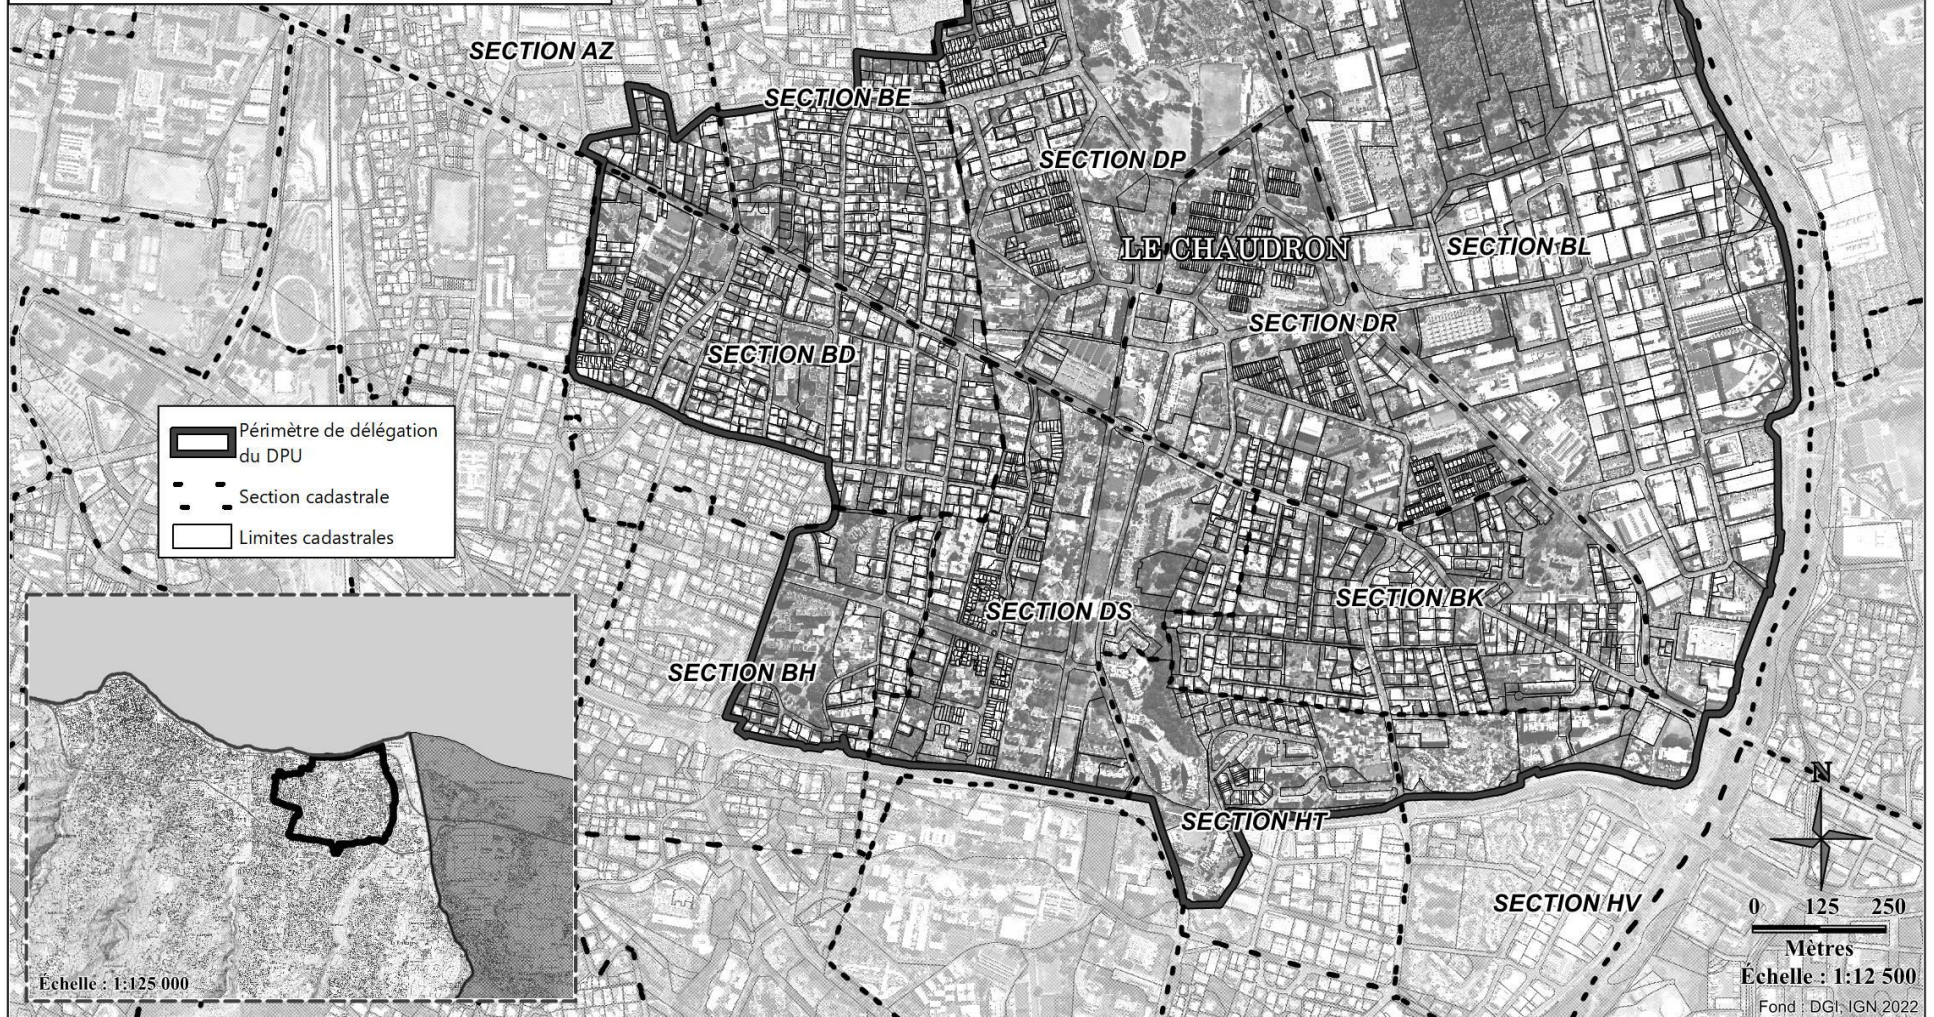 SECTION AZ
SECTION BE
SECTION DP
LE CHAUDRON
SECTION BL
SECTION DR
SECTION BD
Périmètre de délégation
du DPU
Section cadastrale
Limites cadastrales
SECTION DS
SECTION BK
SECTION BH
SECTION HT
SECTION HV
N
0 125 250
Mètres
Échelle : 1:12 500
Fond : DGI, IGN 2022
Échelle : 1:125 000